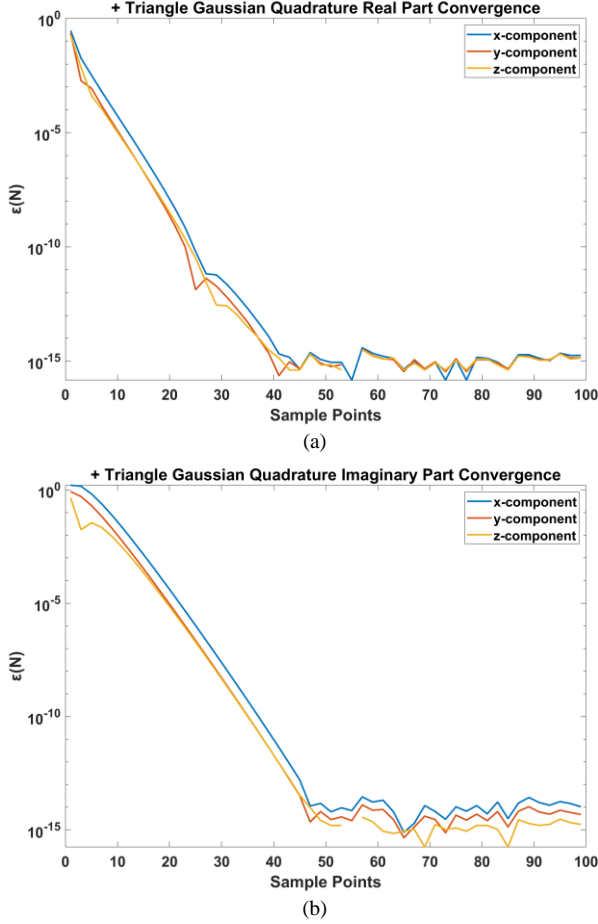 + Triangle Gaussian Quadrature Real Part Convergence
x-component
y-component
z-component
10^0
10^-5
10^-10
10^-15
ε(N)
0 10 20 30 40 50 60 70 80 90 100
Sample Points
(a)
+ Triangle Gaussian Quadrature Imaginary Part Convergence
x-component
y-component
z-component
10^0
10^-5
10^-10
10^-15
ε(N)
0 10 20 30 40 50 60 70 80 90 100
Sample Points
(b)